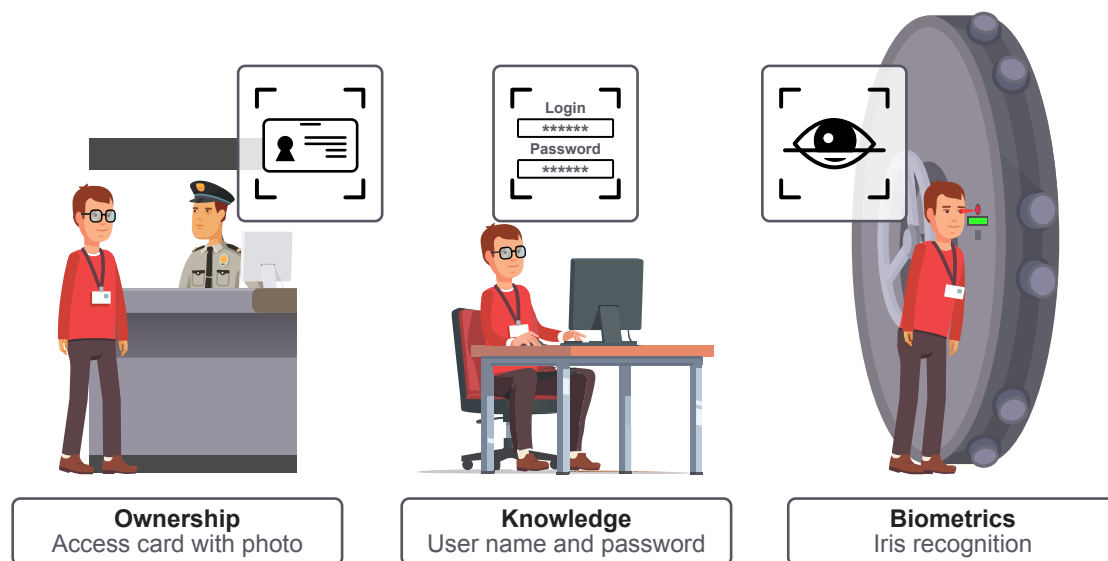 Login
******
Password
******
Ownership
Access card with photo
Knowledge
User name and password
Biometrics
Iris recognition